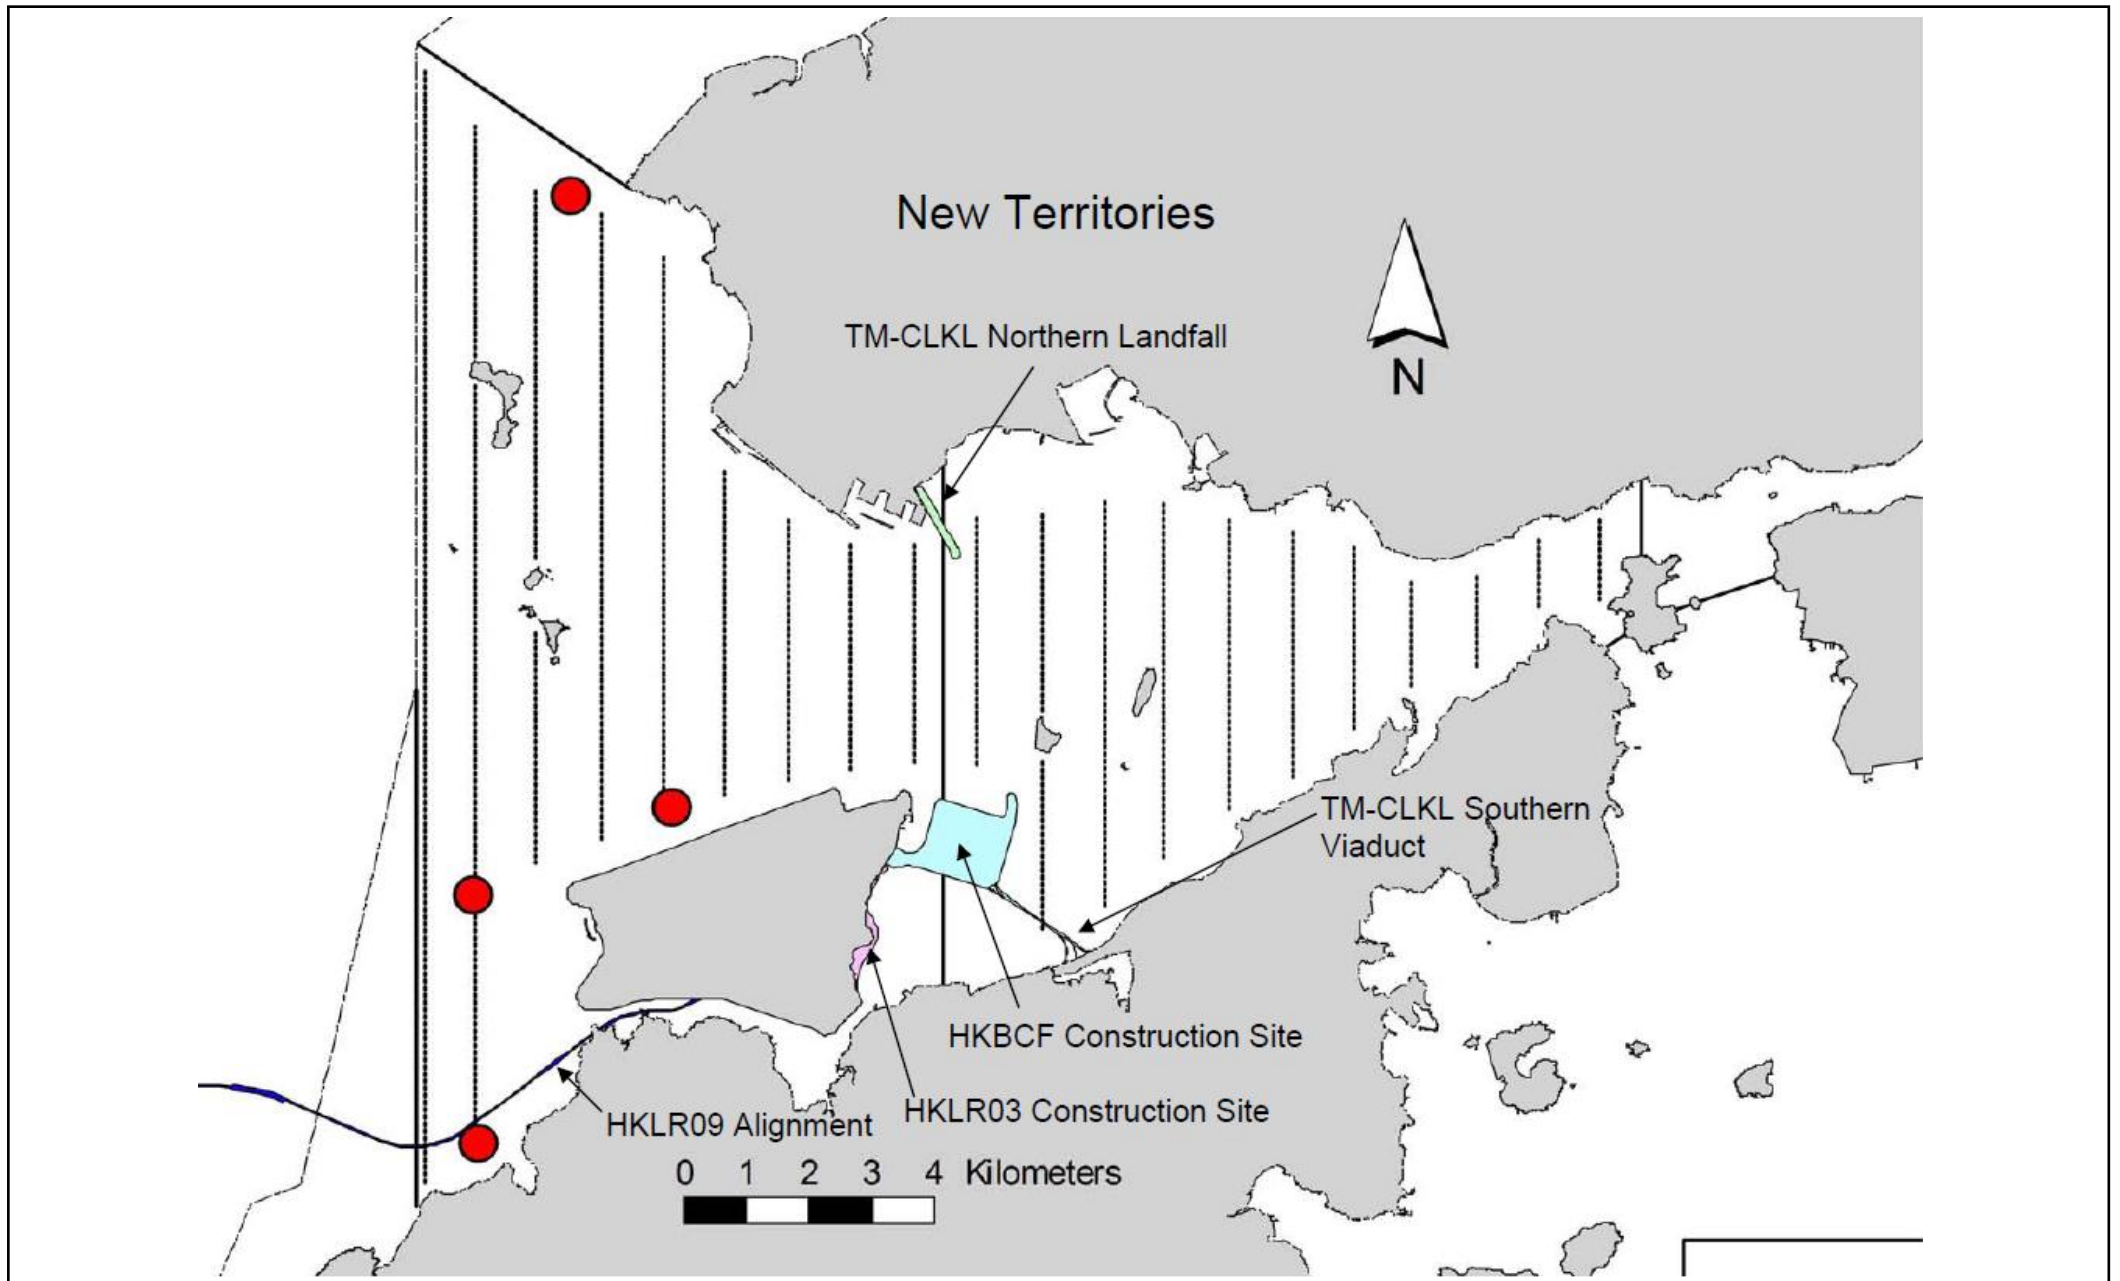 New Territories
TM-CLKL Northern Landfall
N
TM-CLKL Southern
Viaduct
HKBCF Construction Site
HKLR03 Construction Site
HKLR09 Alignment
0 1 2 3 4 Kilometers